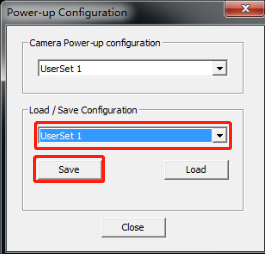 Power-up Configuration
Camera Power-up configuration
UserSet 1
Load / Save Configuration
UserSet 1
Save Load
Close